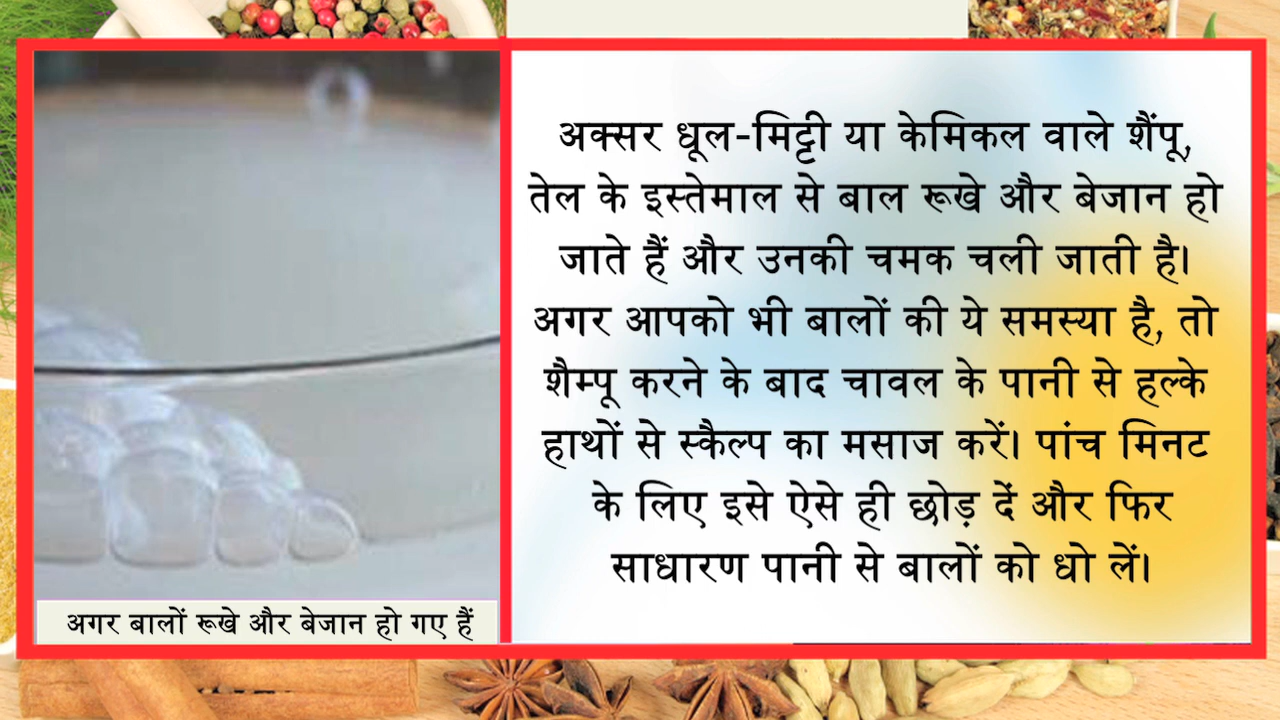 अक्सर धूल-मिट्टी या केमिकल वाले शैंपू,
तेल के इस्तेमाल से बाल रूखे और बेजान हो
जाते हैं और उनकी चमक चली जाती है।
अगर आपको भी बालों की ये समस्या है, तो
शैम्पू करने के बाद चावल के पानी से हल्के
हाथों से स्कैल्प का मसाज करें। पांच मिनट
के लिए इसे ऐसे ही छोड़ दें और फिर
साधारण पानी से बालों को धो लें।
अगर बालों रूखे और बेजान हो गए हैं